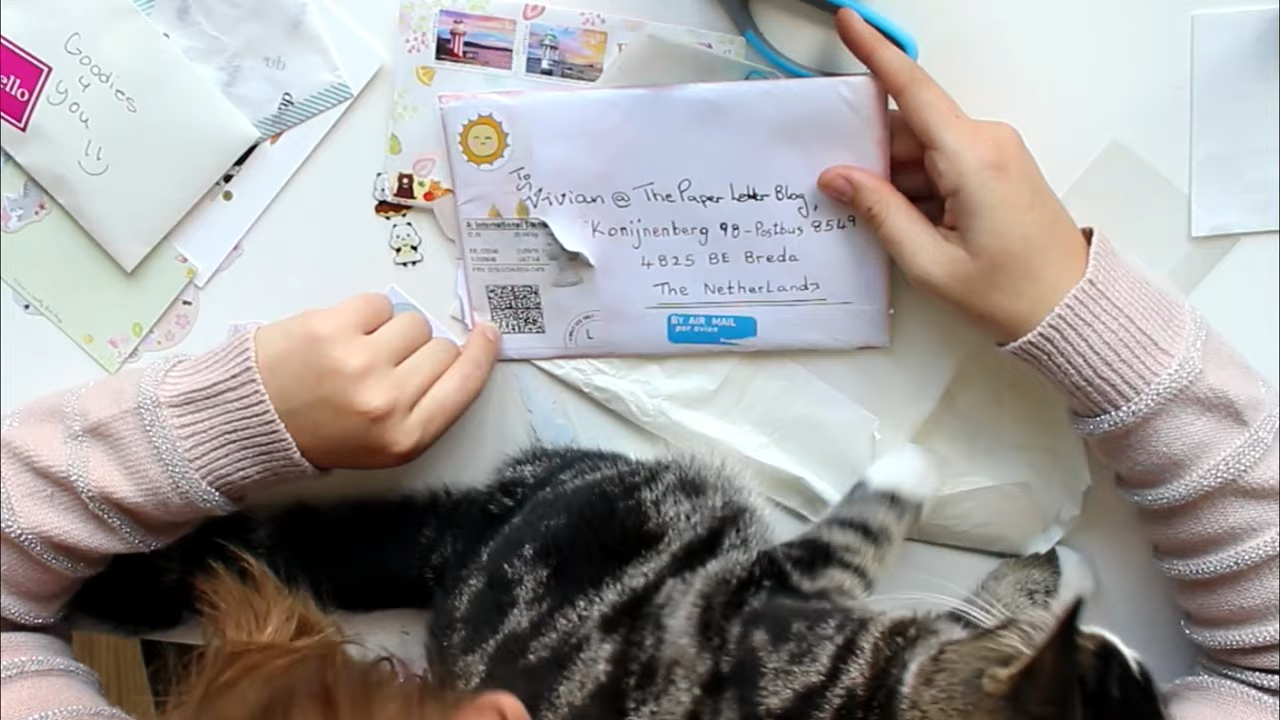 Goodies
4
you
ello
To:
Vivian @ The Paper Letter Blog,
Konijnenberg 98 - Postbus 8549
4825 BE Breda
The Netherlands
BY AIR MAIL
par avion
L